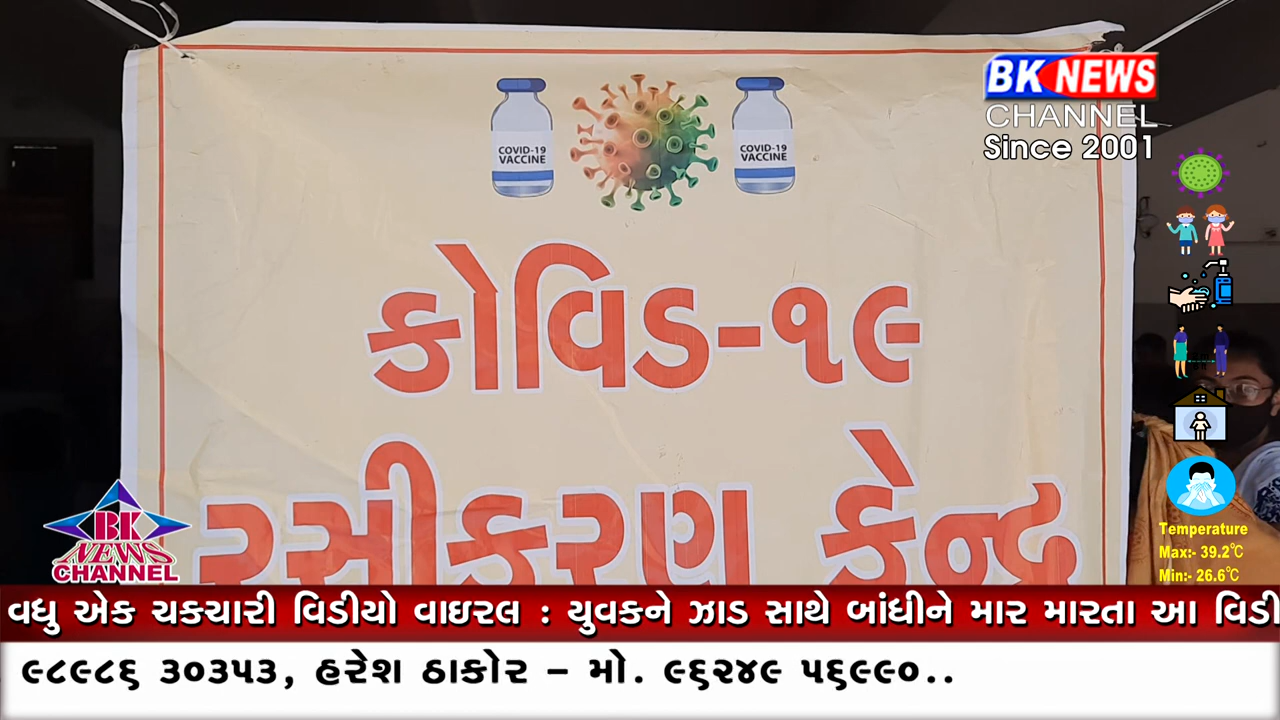 COVID-19
VACCINE
COVID-19
VACCINE
BK NEWS
CHANNEL
Since 2001
કોવિડ-૧૯
રસીકરણ કેન્દ્ર
BK
NEWS
CHANNEL
Temperature
Max:- 39.2℃
Min:- 26.6℃
વધુ એક ચકચારી વિડીયો વાઇરલ : યુવકને ઝાડ સાથે બાંધીને માર મારતા આ વિડી
૯૮૯૮૬ ૩૦૩૫૩, હરેશ ઠાકોર – મો. ૯૬૨૪૯ ૫૬૯૯૦..